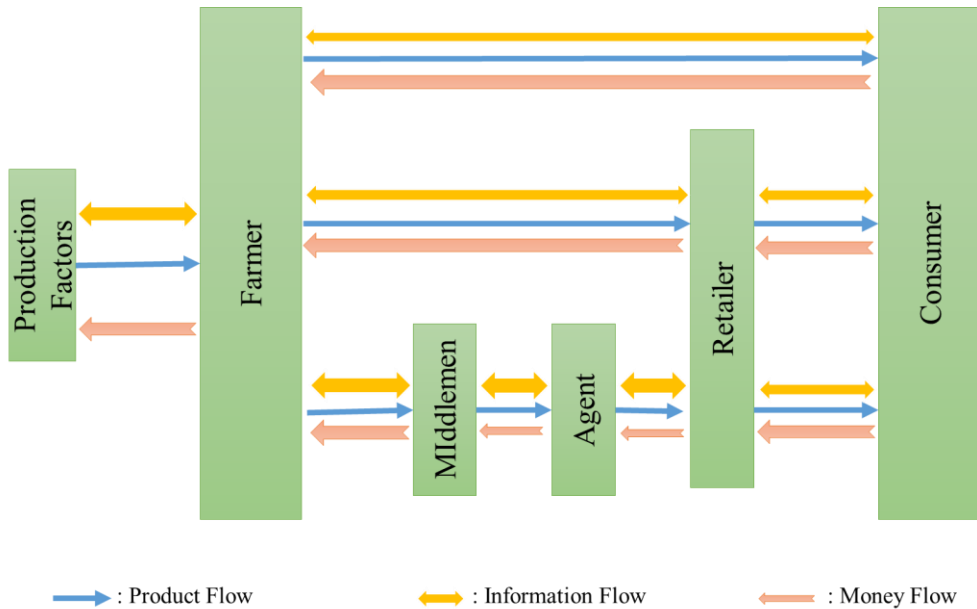 Production
Factors
Farmer
MIddlemen
Agent
Retailer
Consumer
: Product Flow
: Information Flow
: Money Flow